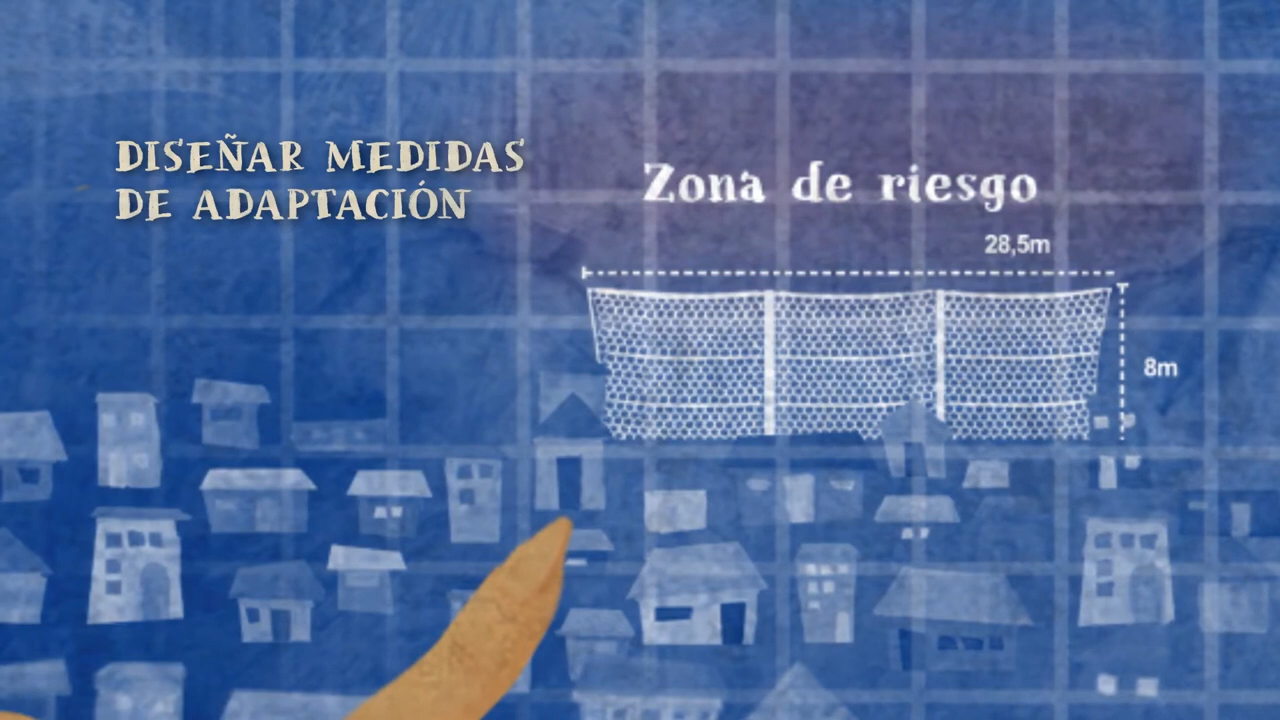 DISEÑAR MEDIDAS
DE ADAPTACIÓN
Zona de riesgo
28,5m
8m